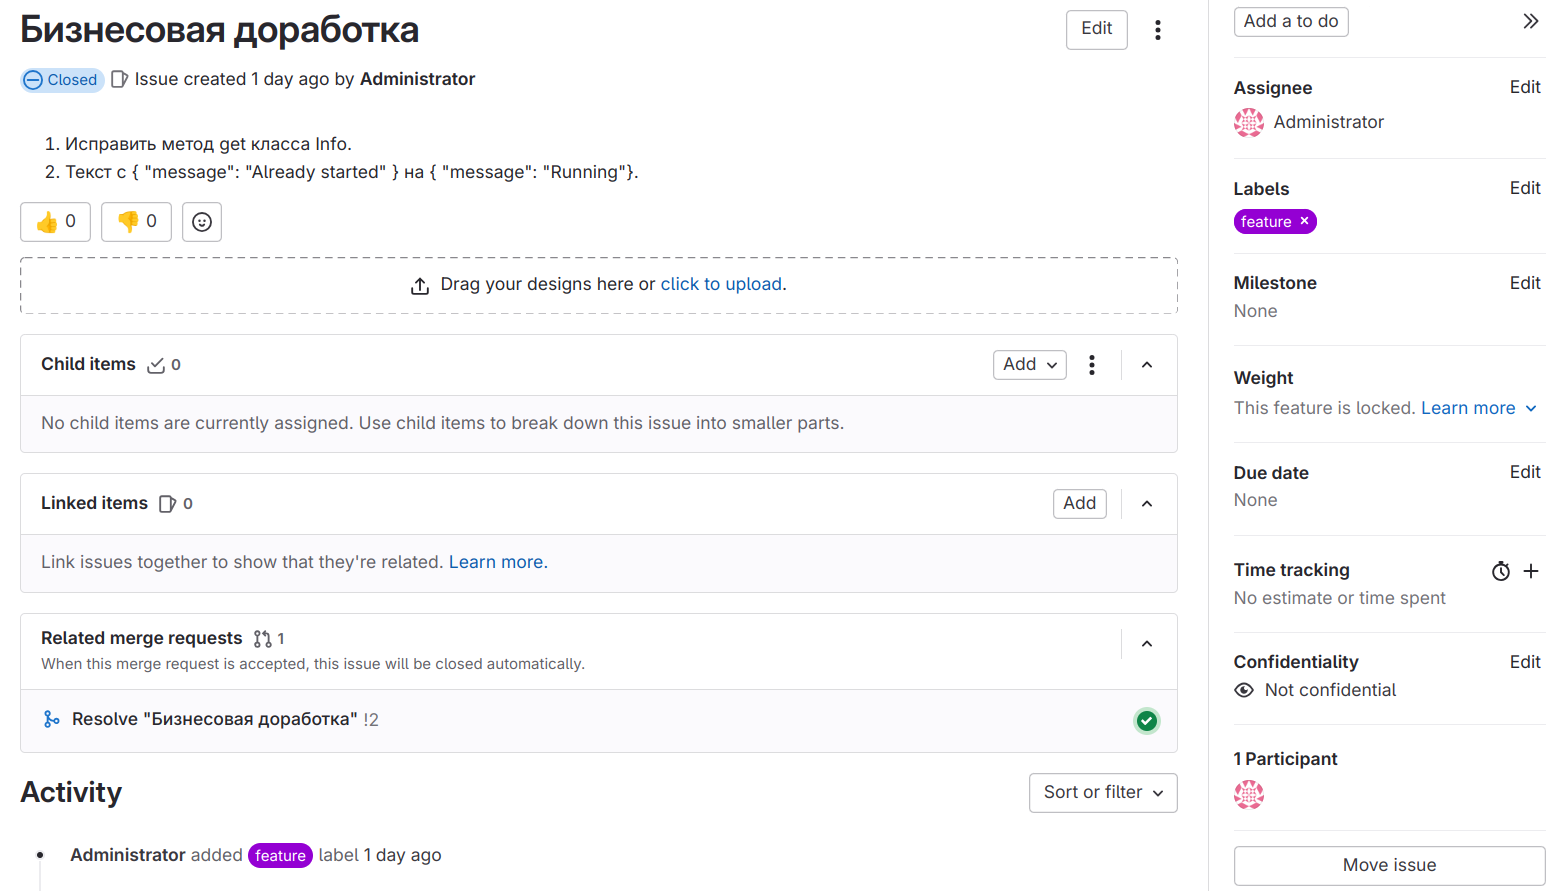 Бизнесовая доработка
Edit
Closed Issue created 1 day ago by Administrator
1. Исправить метод get класса Info.
2. Текст с { "message": "Already started" } на { "message": "Running"}.
👍 0 👎 0
Drag your designs here or click to upload.
Child items 0
Add
No child items are currently assigned. Use child items to break down this issue into smaller parts.
Linked items 0
Add
Link issues together to show that they're related. Learn more.
Related merge requests 1
When this merge request is accepted, this issue will be closed automatically.
Resolve "Бизнесовая доработка" !2
Activity
Sort or filter
Administrator added feature label 1 day ago
Add a to do
Assignee
Edit
Administrator
Labels
Edit
feature ×
Milestone
Edit
None
Weight
This feature is locked. Learn more
Due date
Edit
None
Time tracking
No estimate or time spent
Confidentiality
Edit
Not confidential
1 Participant
Move issue